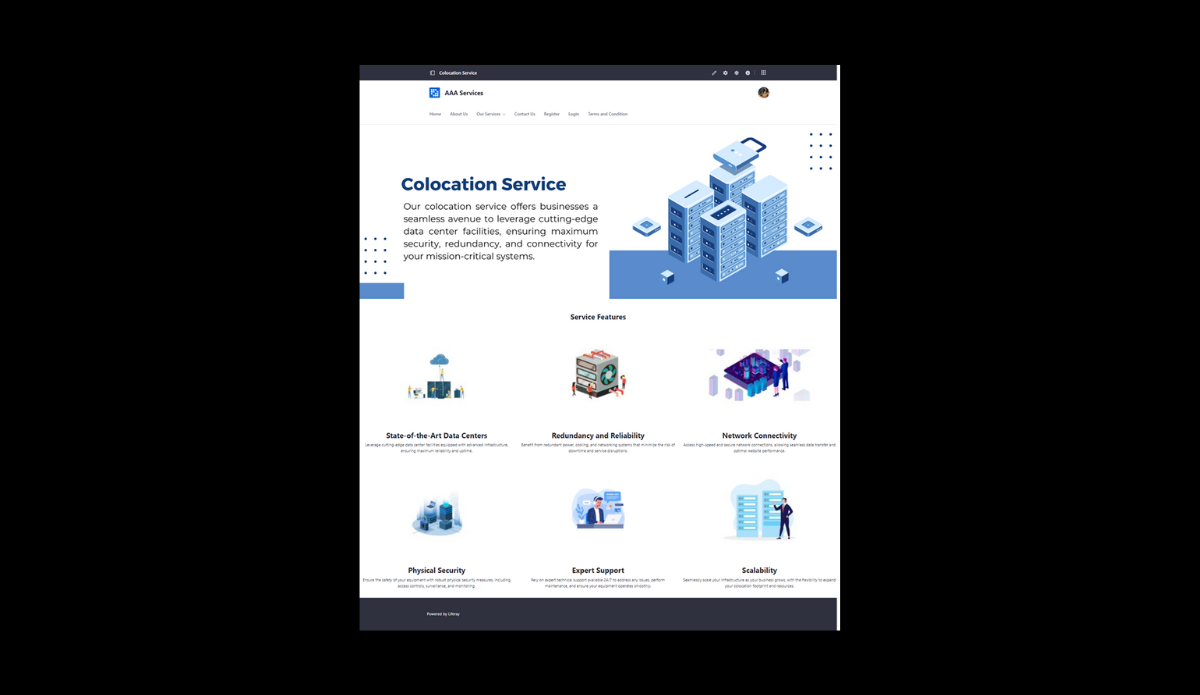 Colocation Service
AAA Services
Home About Us Our Services Contact Us Register Login Terms and Condition
Colocation Service
Our colocation service offers businesses a
seamless avenue to leverage cutting-edge
data center facilities, ensuring maximum
security, redundancy, and connectivity for
your mission-critical systems.
Service Features
State-of-the-Art Data Centers
Leverage cutting-edge data center facilities equipped with advanced infrastructure,
ensuring maximum reliability and uptime.
Redundancy and Reliability
Benefit from redundant power, cooling, and networking systems that minimize the risk of
downtime and service disruptions.
Network Connectivity
Access high-speed and secure network connections, allowing seamless data transfer and
optimal website performance.
Physical Security
Ensure the safety of your equipment with robust physical security measures, including
access controls, surveillance, and monitoring.
Expert Support
Rely on expert technical support available 24/7 to address any issues, perform
maintenance, and ensure your equipment operates smoothly.
Scalability
Seamlessly scale your infrastructure as your business grows, with the flexibility to expand
your colocation footprint and resources.
Powered by Liferay